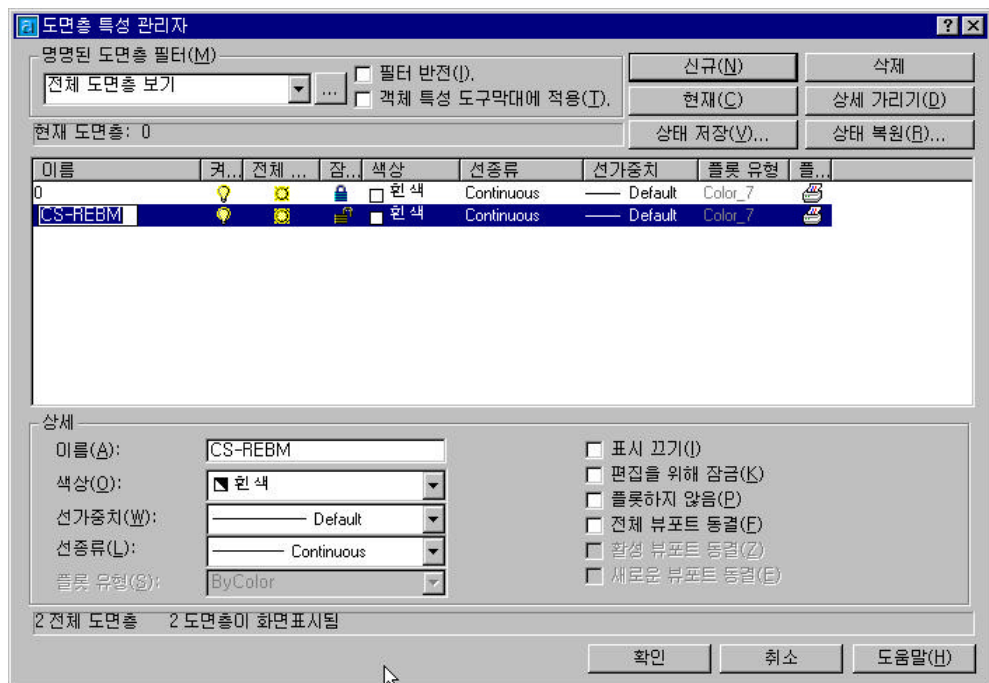 도면층 특성 관리자
명명된 도면층 필터(M)
전체 도면층 보기
...
필터 반전(I).
객체 특성 도구막대에 적용(T).
신규(N)
삭제
현재(C)
상세 가리기(D)
현재 도면층: 0
상태 저장(V)...
상태 복원(R)...
이름 켜... 전체 ... 잠... 색상 선종류 선가중치 플롯 유형 플...
0 흰색 Continuous Default Color_7
CS-REBM 흰색 Continuous Default Color_7
상세
이름(A): CS-REBM
색상(O): 흰색
선가중치(W): Default
선종류(L): Continuous
플롯 유형(S): ByColor
표시 끄기(I)
편집을 위해 잠금(K)
플롯하지 않음(P)
전체 뷰포트 동결(F)
활성 뷰포트 동결(Z)
새로운 뷰포트 동결(E)
2 전체 도면층 2 도면층이 화면표시됨
확인
취소
도움말(H)